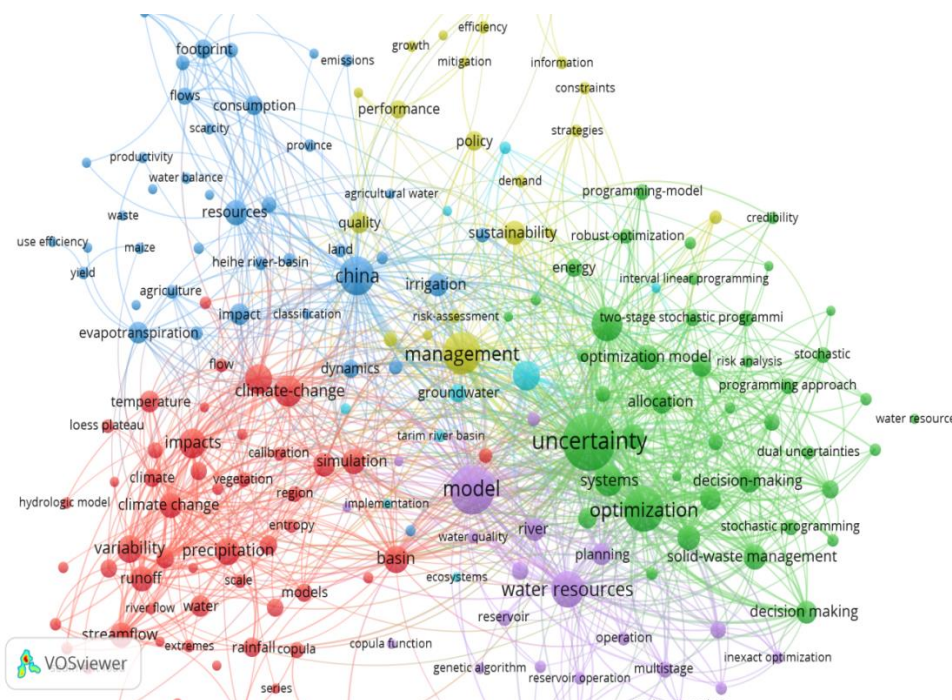 efficiency
growth
footprint
emissions
mitigation
information
flows
constraints
consumption
performance
scarcity
strategies
province
policy
productivity
water balance
demand
agricultural water
programming-model
resources
waste
quality
credibility
sustainability
robust optimization
use efficiency
maize
land
heihe river-basin
yield
china
energy
irrigation
interval linear programming
agriculture
impact
classification
risk-assessment
two-stage stochastic programmi
evapotranspiration
management
optimization model
stochastic
flow
dynamics
risk analysis
climate-change
groundwater
programming approach
temperature
allocation
water resource
loess plateau
tarim river basin
impacts
uncertainty
calibration
dual uncertainties
simulation
climate
vegetation
systems
decision-making
region
model
hydrologic model
climate change
implementation
optimization
entropy
river
stochastic programming
water quality
variability
precipitation
basin
planning
solid-waste management
runoff
scale
ecosystems
models
water resources
river flow
water
decision making
reservoir
streamflow
extremes
rainfall
copula
copula function
operation
inexact optimization
genetic algorithm
reservoir operation
multistage
series
VOSviewer